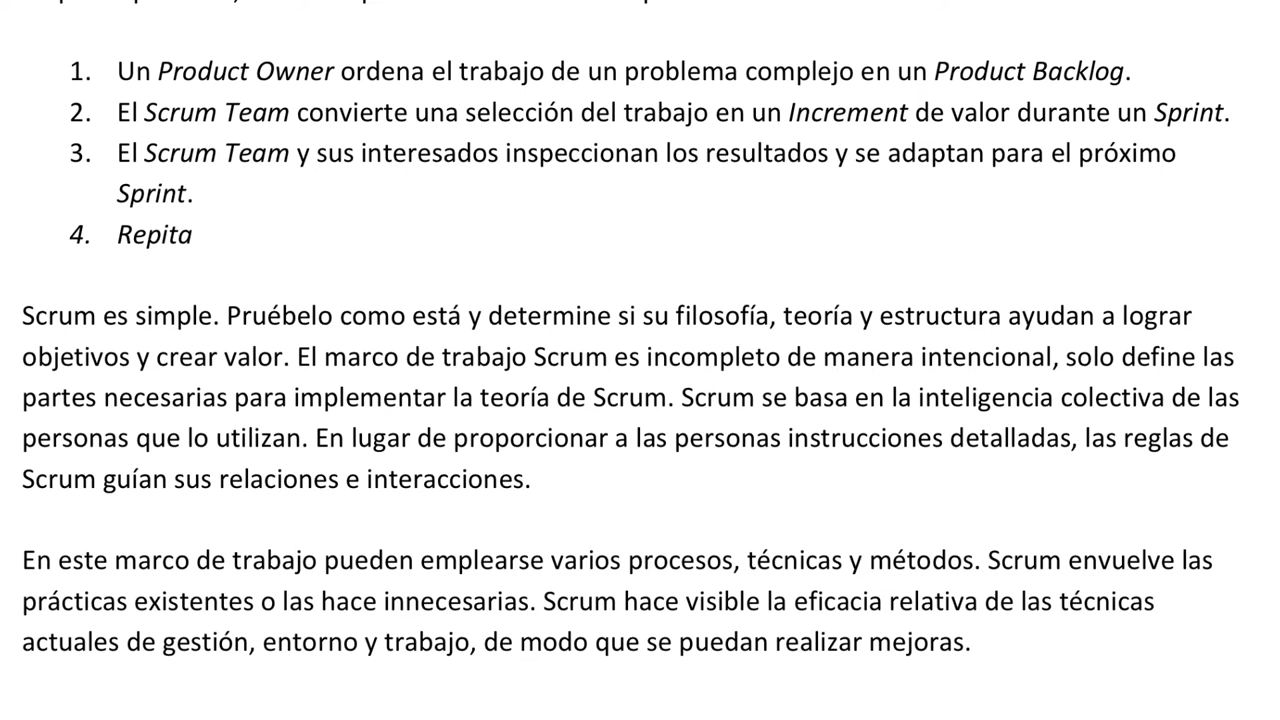 1. Un Product Owner ordena el trabajo de un problema complejo en un Product Backlog.
2. El Scrum Team convierte una selección del trabajo en un Increment de valor durante un Sprint.
3. El Scrum Team y sus interesados inspeccionan los resultados y se adaptan para el próximo
Sprint.
4. Repita
Scrum es simple. Pruébelo como está y determine si su filosofía, teoría y estructura ayudan a lograr
objetivos y crear valor. El marco de trabajo Scrum es incompleto de manera intencional, solo define las
partes necesarias para implementar la teoría de Scrum. Scrum se basa en la inteligencia colectiva de las
personas que lo utilizan. En lugar de proporcionar a las personas instrucciones detalladas, las reglas de
Scrum guían sus relaciones e interacciones.
En este marco de trabajo pueden emplearse varios procesos, técnicas y métodos. Scrum envuelve las
prácticas existentes o las hace innecesarias. Scrum hace visible la eficacia relativa de las técnicas
actuales de gestión, entorno y trabajo, de modo que se puedan realizar mejoras.